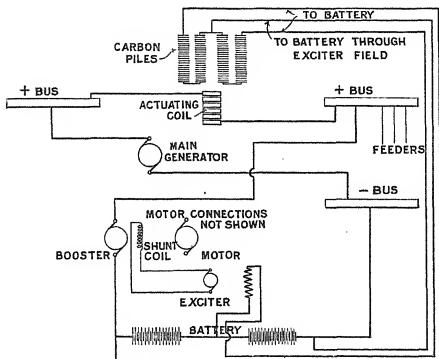 TO BATTERY
CARBON
PILES
TO BATTERY THROUGH
EXCITER FIELD
+ BUS
ACTUATING
COIL
+ BUS
MAIN
GENERATOR
FEEDERS
- BUS
MOTOR CONNECTIONS
NOT SHOWN
BOOSTER
SHUNT
COIL
MOTOR
EXCITER
BATTERY